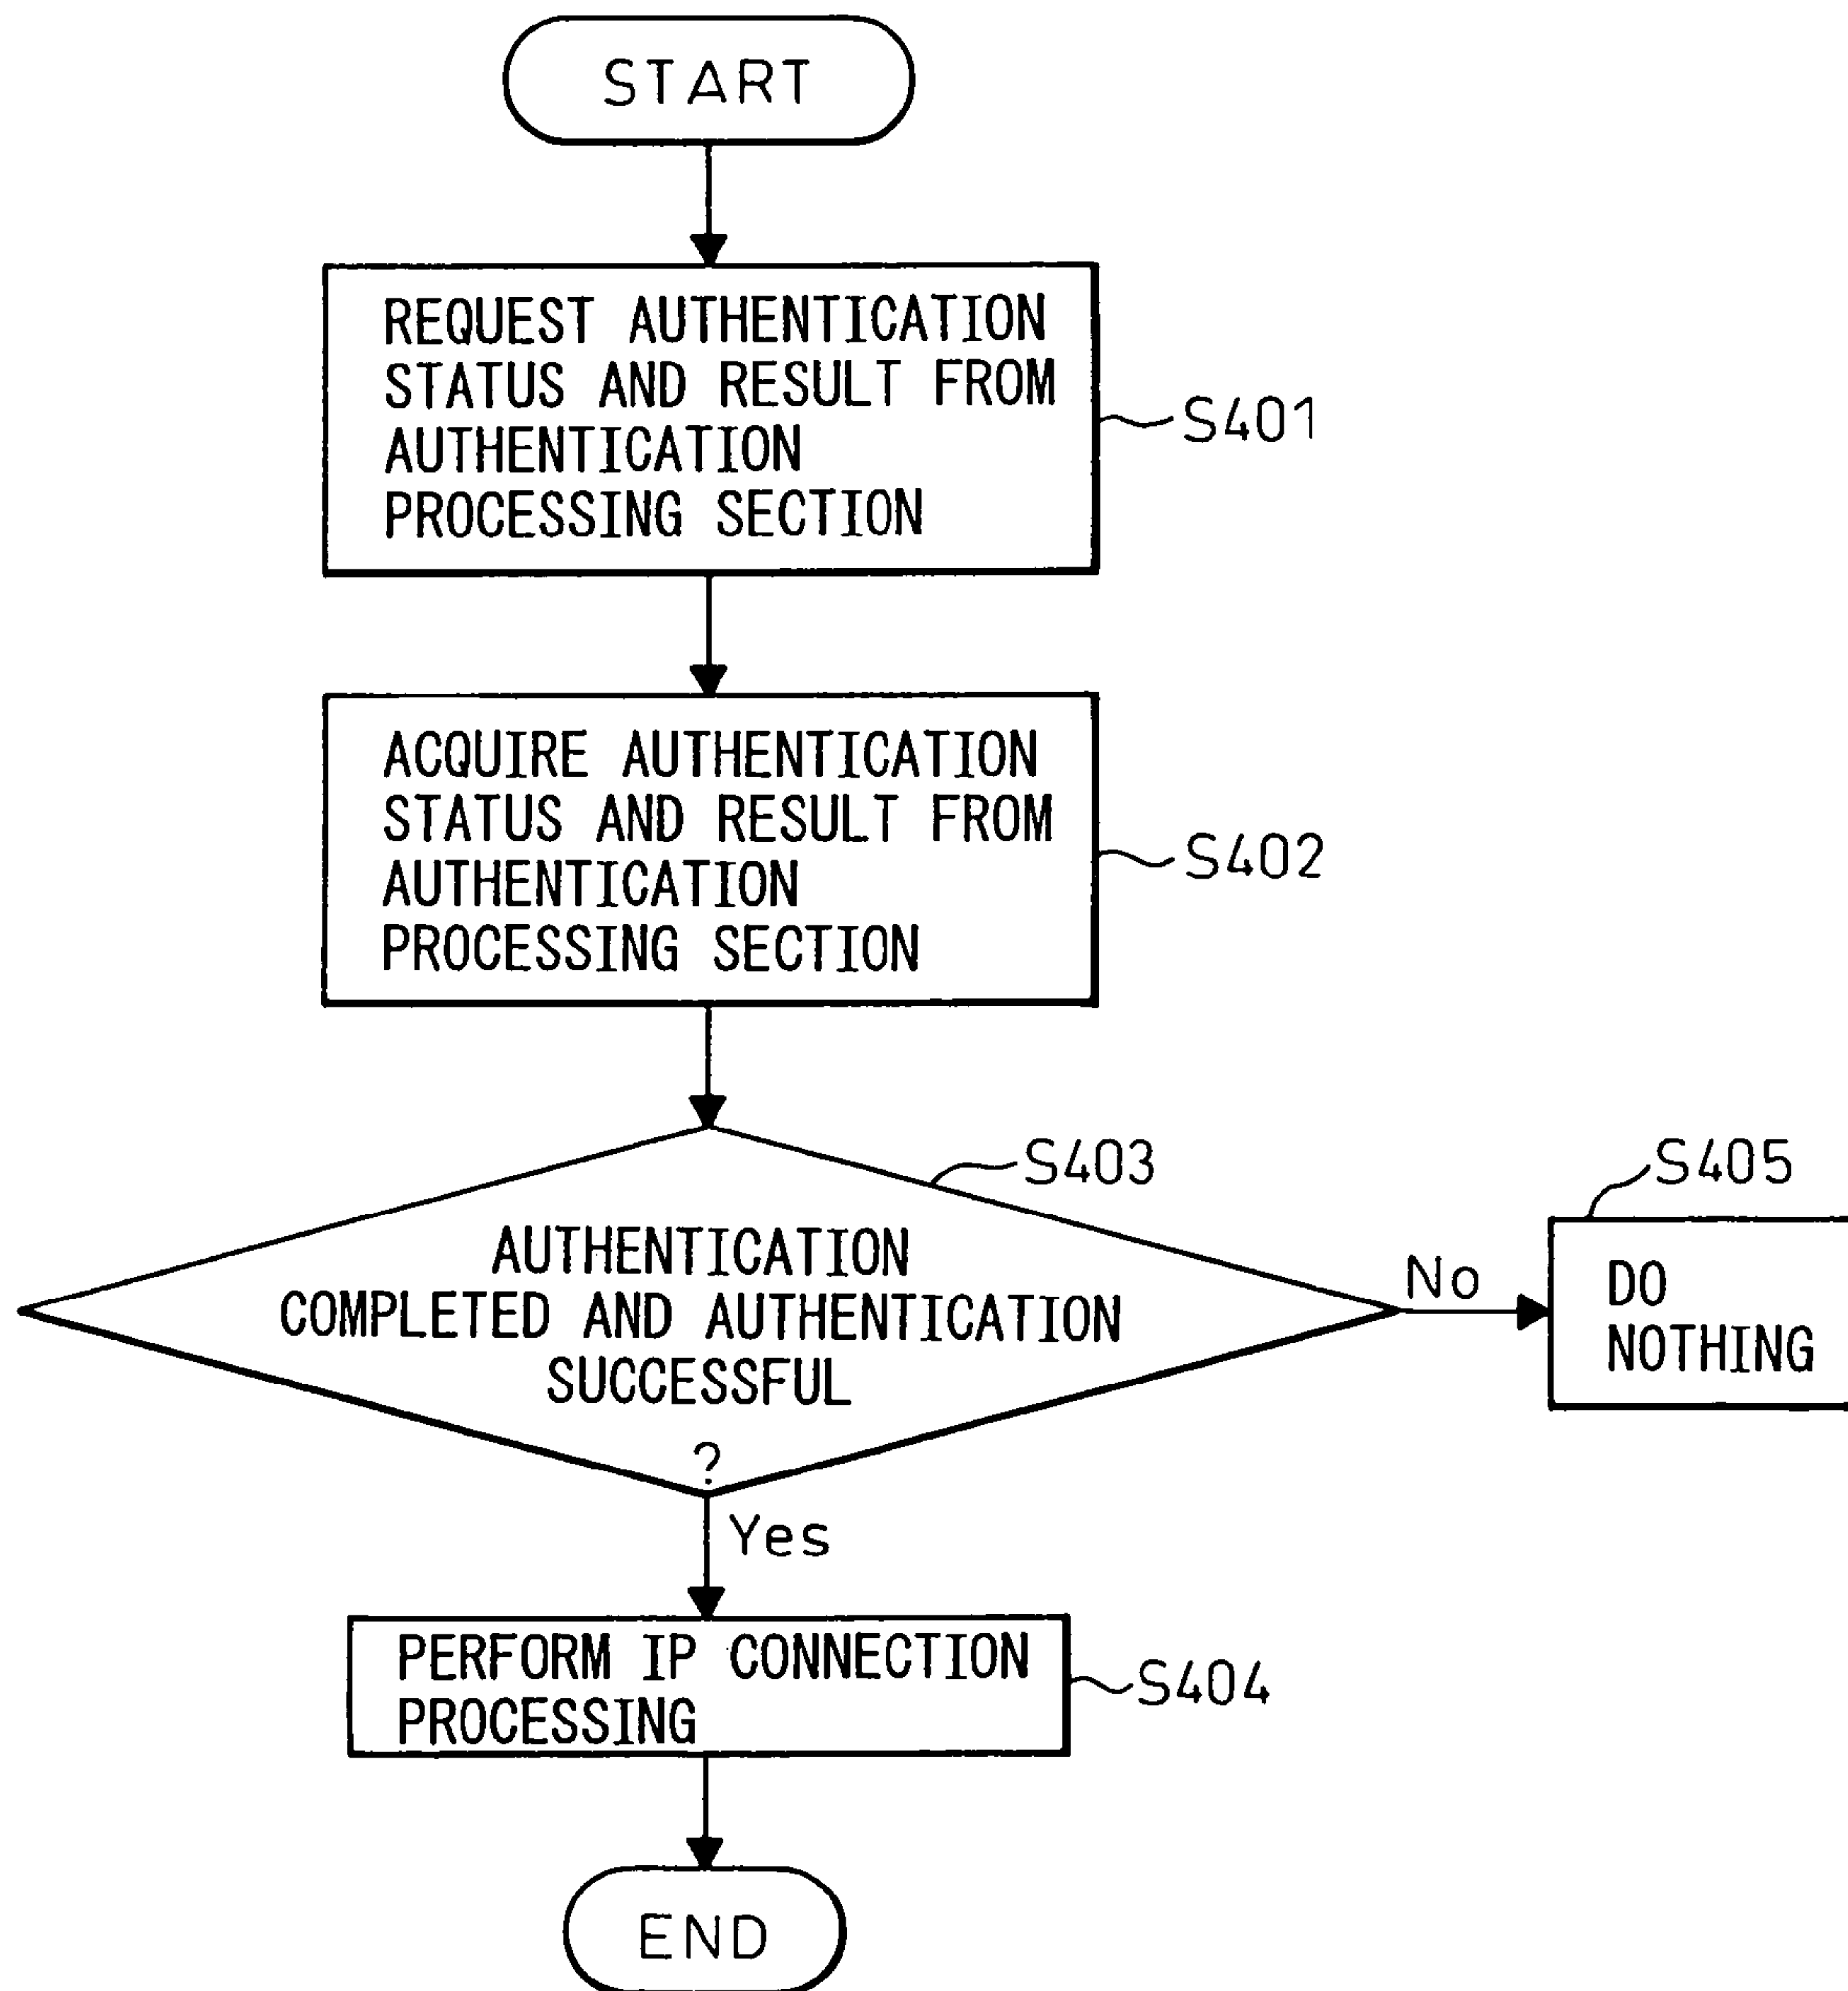 START
REQUEST AUTHENTICATION
STATUS AND RESULT FROM
AUTHENTICATION
PROCESSING SECTION
S401
ACQUIRE AUTHENTICATION
STATUS AND RESULT FROM
AUTHENTICATION
PROCESSING SECTION
S402
S403
AUTHENTICATION
COMPLETED AND AUTHENTICATION
SUCCESSFUL
?
No
S405
DO
NOTHING
Yes
PERFORM IP CONNECTION
PROCESSING
S404
END